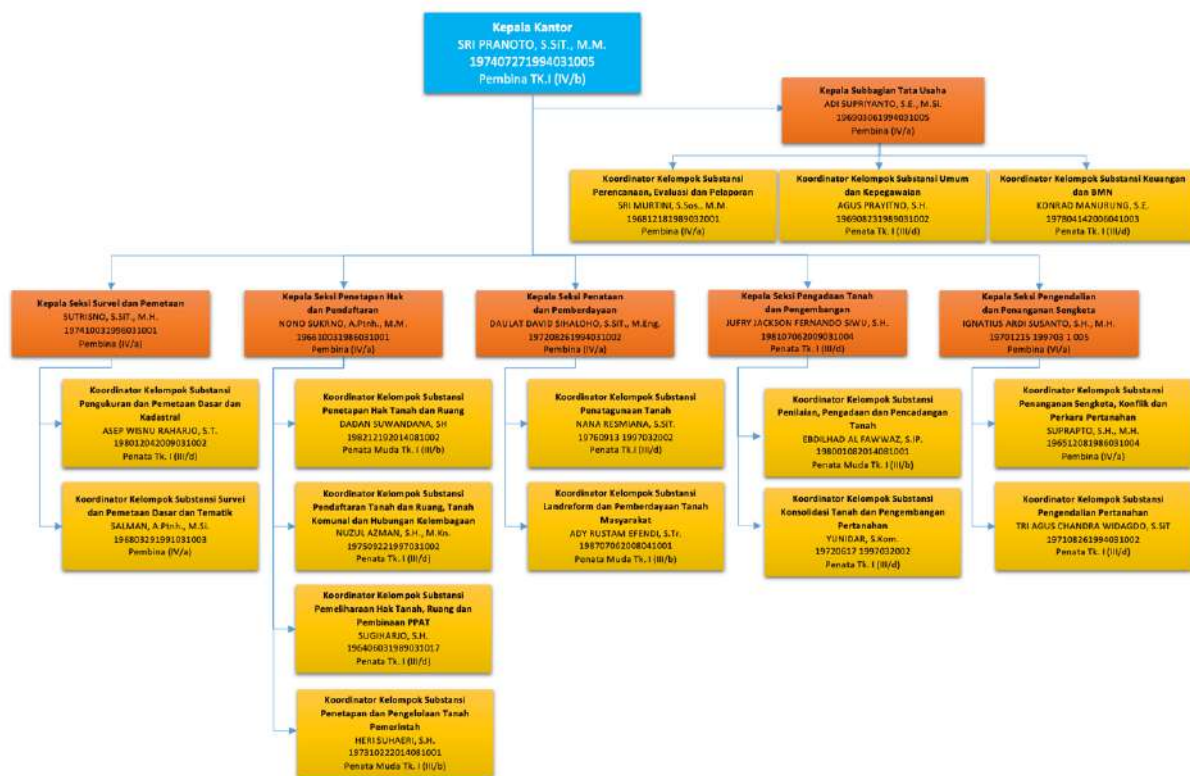 Kepala Kantor
SRI PRANOTO, S.SiT., M.M.
197407271994031005
Pembina TK.I (IV/b)
Kepala Subbagian Tata Usaha
ADI SUPRIYANTO, S.E., M.Si.
196903061994031005
Pembina (IV/a)
Koordinator Kelompok Substansi
Perencanaan, Evaluasi dan Pelaporan
SRI MURTINI, S.Sos., M.M.
196812181989032001
Pembina (IV/a)
Koordinator Kelompok Substansi Umum
dan Kepegawaian
AGUS PRAYITNO, S.H.
196908231989031002
Penata Tk. I (III/d)
Koordinator Kelompok Substansi Keuangan
dan BMN
KONRAD MANURUNG, S.E.
197804142006041003
Penata Tk. I (III/d)
Kepala Seksi Survei dan Pemetaan
SUTRISNO, S.SiT., M.H.
197410031998031001
Pembina (IV/a)
Kepala Seksi Penetapan Hak
dan Pendaftaran
NONO SUKRNO, A.Ptnh., M.M.
196610031986031001
Pembina (IV/a)
Kepala Seksi Penataan
dan Pemberdayaan
DAULAT DAVID SIHALOHO, S.SiT., M.Eng.
197208261994031002
Pembina (IV/a)
Kepala Seksi Pengadaan Tanah
dan Pengembangan
JUFRY JACKSON FERNANDO SIWU, S.H.
198107062009031004
Penata Tk. I (III/d)
Kepala Seksi Pengendalian
dan Penanganan Sengketa
IGNATIUS ARDI SUSANTO, S.H., M.H.
19701215 199703 1 005
Pembina (VI/a)
Koordinator Kelompok Substansi
Pengukuran dan Pemetaan Dasar dan
Kadastral
ASEP WISNU RAHARJO, S.T.
198012042009031002
Penata Tk. I (III/d)
Koordinator Kelompok Substansi Survei
dan Pemetaan Dasar dan Tematik
SALMAN, A.Ptnh., M.Si.
196803291991031003
Pembina (IV/a)
Koordinator Kelompok Substansi
Penetapan Hak Tanah dan Ruang
DADAN SUWANDANA, SH
198212192014081002
Penata Muda Tk. I (III/b)
Koordinator Kelompok Substansi
Pendaftaran Tanah dan Ruang, Tanah
Komunal dan Hubungan Kelembagaan
NUZUL AZMAN, S.H., M.Kn.
197509221997031002
Penata Tk. I (III/d)
Koordinator Kelompok Substansi
Pemeliharaan Hak Tanah, Ruang dan
Pembinaan PPAT
SUGIHARJO, S.H.
196406031989031017
Penata Tk. I (III/d)
Koordinator Kelompok Substansi
Penetapan dan Pengelolaan Tanah
Pemerintah
HERI SUHAERI, S.H.
197310222014081001
Penata Muda Tk. I (III/b)
Koordinator Kelompok Substansi
Penatagunaan Tanah
NANA RESMIANA, S.SiT.
19760913 1997032002
Penata Tk.I (III/d)
Koordinator Kelompok Substansi
Landreform dan Pemberdayaan Tanah
Masyarakat
ADY RUSTAM EFENDI, S.Tr.
198707062008041001
Penata Muda Tk. I (III/b)
Koordinator Kelompok Substansi
Penilaian, Pengadaan dan Pencadangan
Tanah
EBDILHAD AL FAWWAZ, S.IP.
198001082014081001
Penata Muda Tk. I (III/b)
Koordinator Kelompok Substansi
Konsolidasi Tanah dan Pengembangan
Pertanahan
YUNIDAR, S.Kom.
19720617 1997032002
Penata Tk. I (III/d)
Koordinator Kelompok Substansi
Penanganan Sengketa, Konflik dan
Perkara Pertanahan
SUPRAPTO, S.H., M.H.
196512081986031004
Pembina (IV/a)
Koordinator Kelompok Substansi
Pengendalian Pertanahan
TRI AGUS CHANDRA WIDAGDO, S.SiT
197108261994031002
Penata Tk. I (III/d)